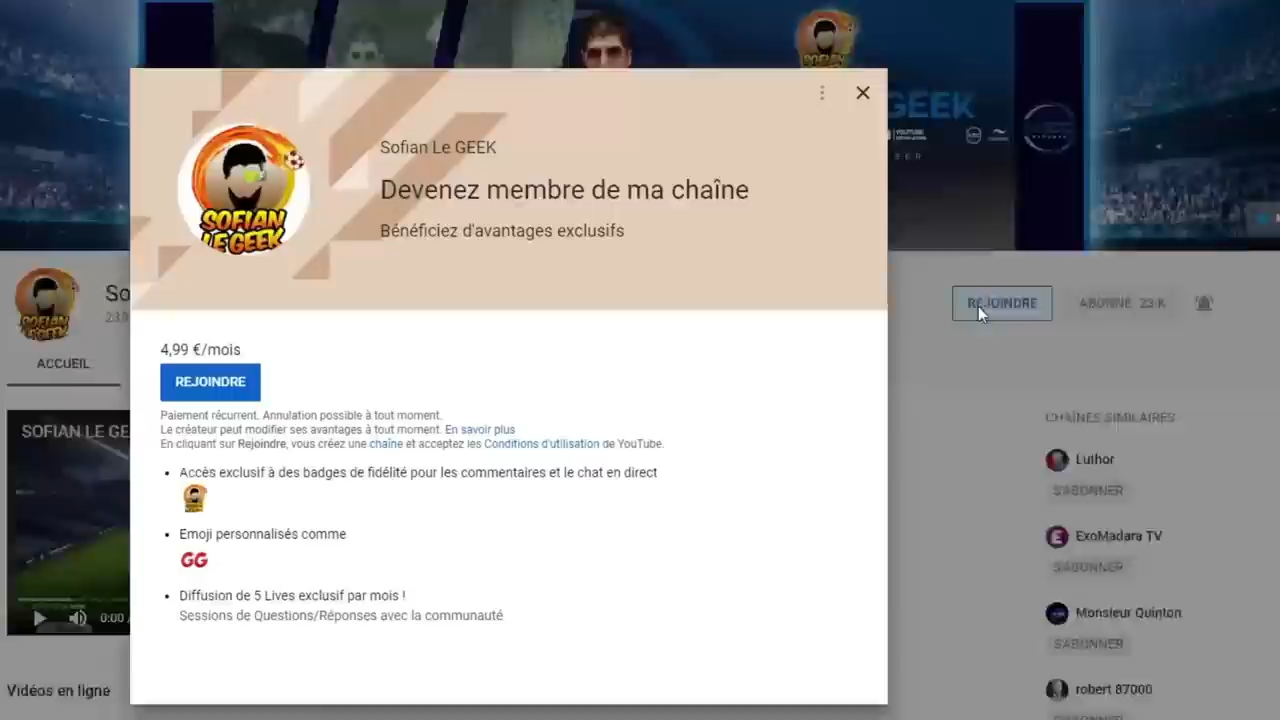 GEEK
Sofian Le GEEK
Devenez membre de ma chaîne
Bénéficiez d'avantages exclusifs
SOFIAN
LE GEEK
So
REJOINDRE
ABONNÉ 23 K
ACCUEIL
4,99 €/mois
REJOINDRE
Paiement récurrent. Annulation possible à tout moment.
Le créateur peut modifier ses avantages à tout moment. En savoir plus
En cliquant sur Rejoindre, vous créez une chaîne et acceptez les Conditions d'utilisation de YouTube.
CHAÎNES SIMILAIRES
SOFIAN LE GE
Luthor
S'ABONNER
Accès exclusif à des badges de fidélité pour les commentaires et le chat en direct
Emoji personnalisés comme
GG
ExoMadara TV
S'ABONNER
Diffusion de 5 Lives exclusif par mois !
Sessions de Questions/Réponses avec la communauté
0:00 /
Monsieur Quinton
S'ABONNER
Vidéos en ligne
robert 87000